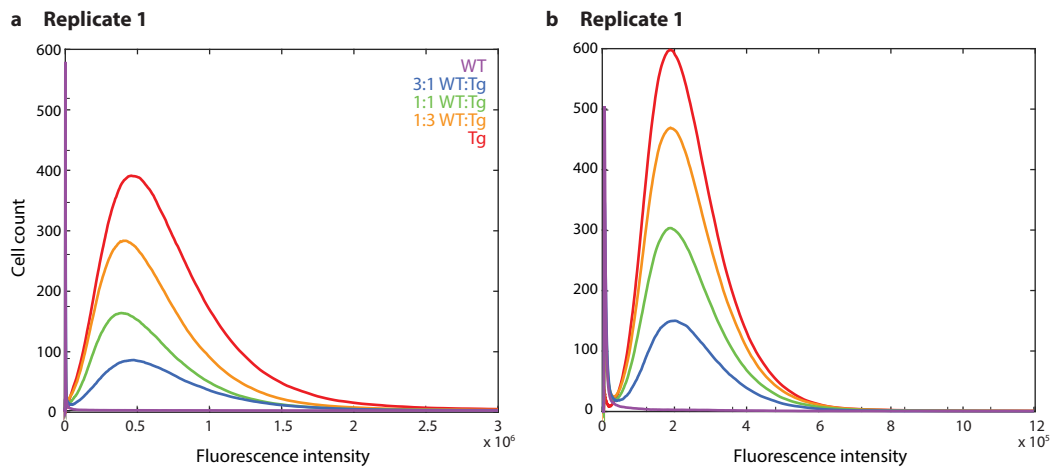 a Replicate 1
600
500
400
300
200
100
0
Cell count
WT
3:1 WT:Tg
1:1 WT:Tg
1:3 WT:Tg
Tg
0 0.5 1 1.5 2 2.5 3
x 10⁶
Fluorescence intensity
b Replicate 1
600
500
400
300
200
100
0
0 2 4 6 8 10 12
x 10⁵
Fluorescence intensity